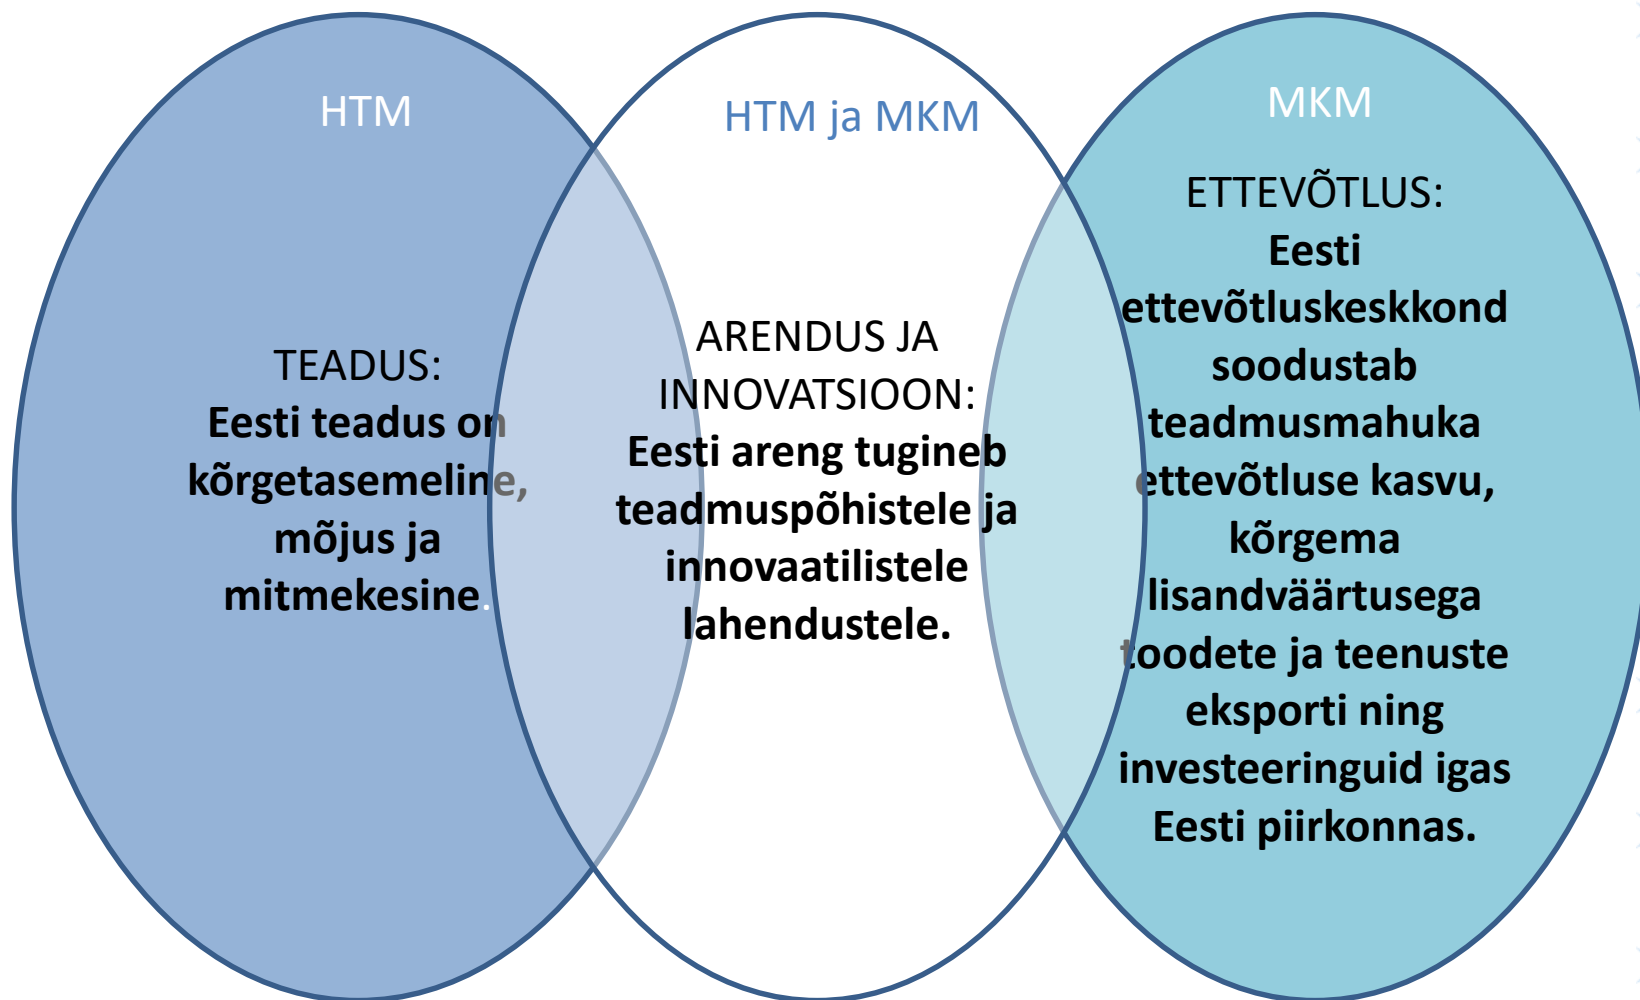 HTM
TEADUS:
Eesti teadus on
kõrgetasemeline,
mõjus ja
mitmekesine.
HTM ja MKM
ARENDUS JA
INNOVATSIOON:
Eesti areng tugineb
teadmuspõhistele ja
innovaatilistele
lahendustele.
MKM
ETTEVÕTLUS:
Eesti
ettevõtluskeskkond
soodustab
teadmusmahuka
ettevõtluse kasvu,
kõrgema
lisandväärtusega
toodete ja teenuste
eksporti ning
investeeringuid igas
Eesti piirkonnas.